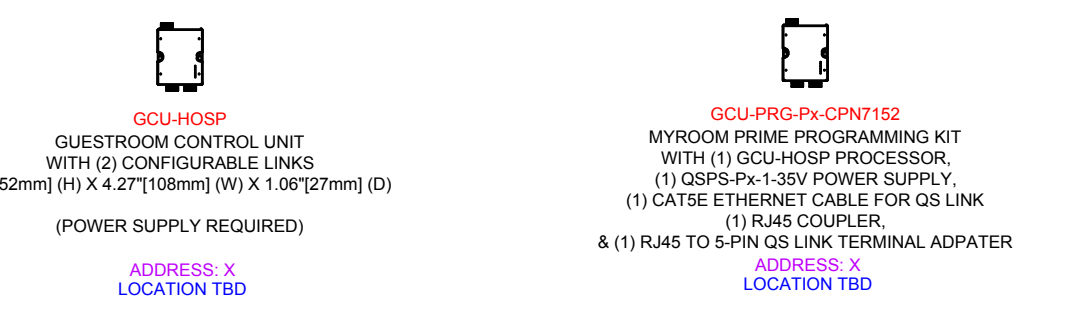 GCU-HOSP
GUESTROOM CONTROL UNIT
WITH (2) CONFIGURABLE LINKS
52mm] (H) X 4.27"[108mm] (W) X 1.06"[27mm] (D)
(POWER SUPPLY REQUIRED)
ADDRESS: X
LOCATION TBD
GCU-PRG-Px-CPN7152
MYROOM PRIME PROGRAMMING KIT
WITH (1) GCU-HOSP PROCESSOR,
(1) QSPS-Px-1-35V POWER SUPPLY,
(1) CAT5E ETHERNET CABLE FOR QS LINK
(1) RJ45 COUPLER,
& (1) RJ45 TO 5-PIN QS LINK TERMINAL ADPATER
ADDRESS: X
LOCATION TBD